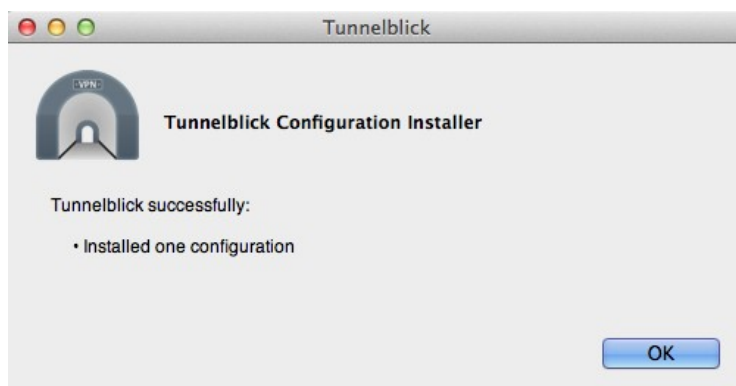 Tunnelblick
-VPN-
Tunnelblick Configuration Installer
Tunnelblick successfully:
• Installed one configuration
OK